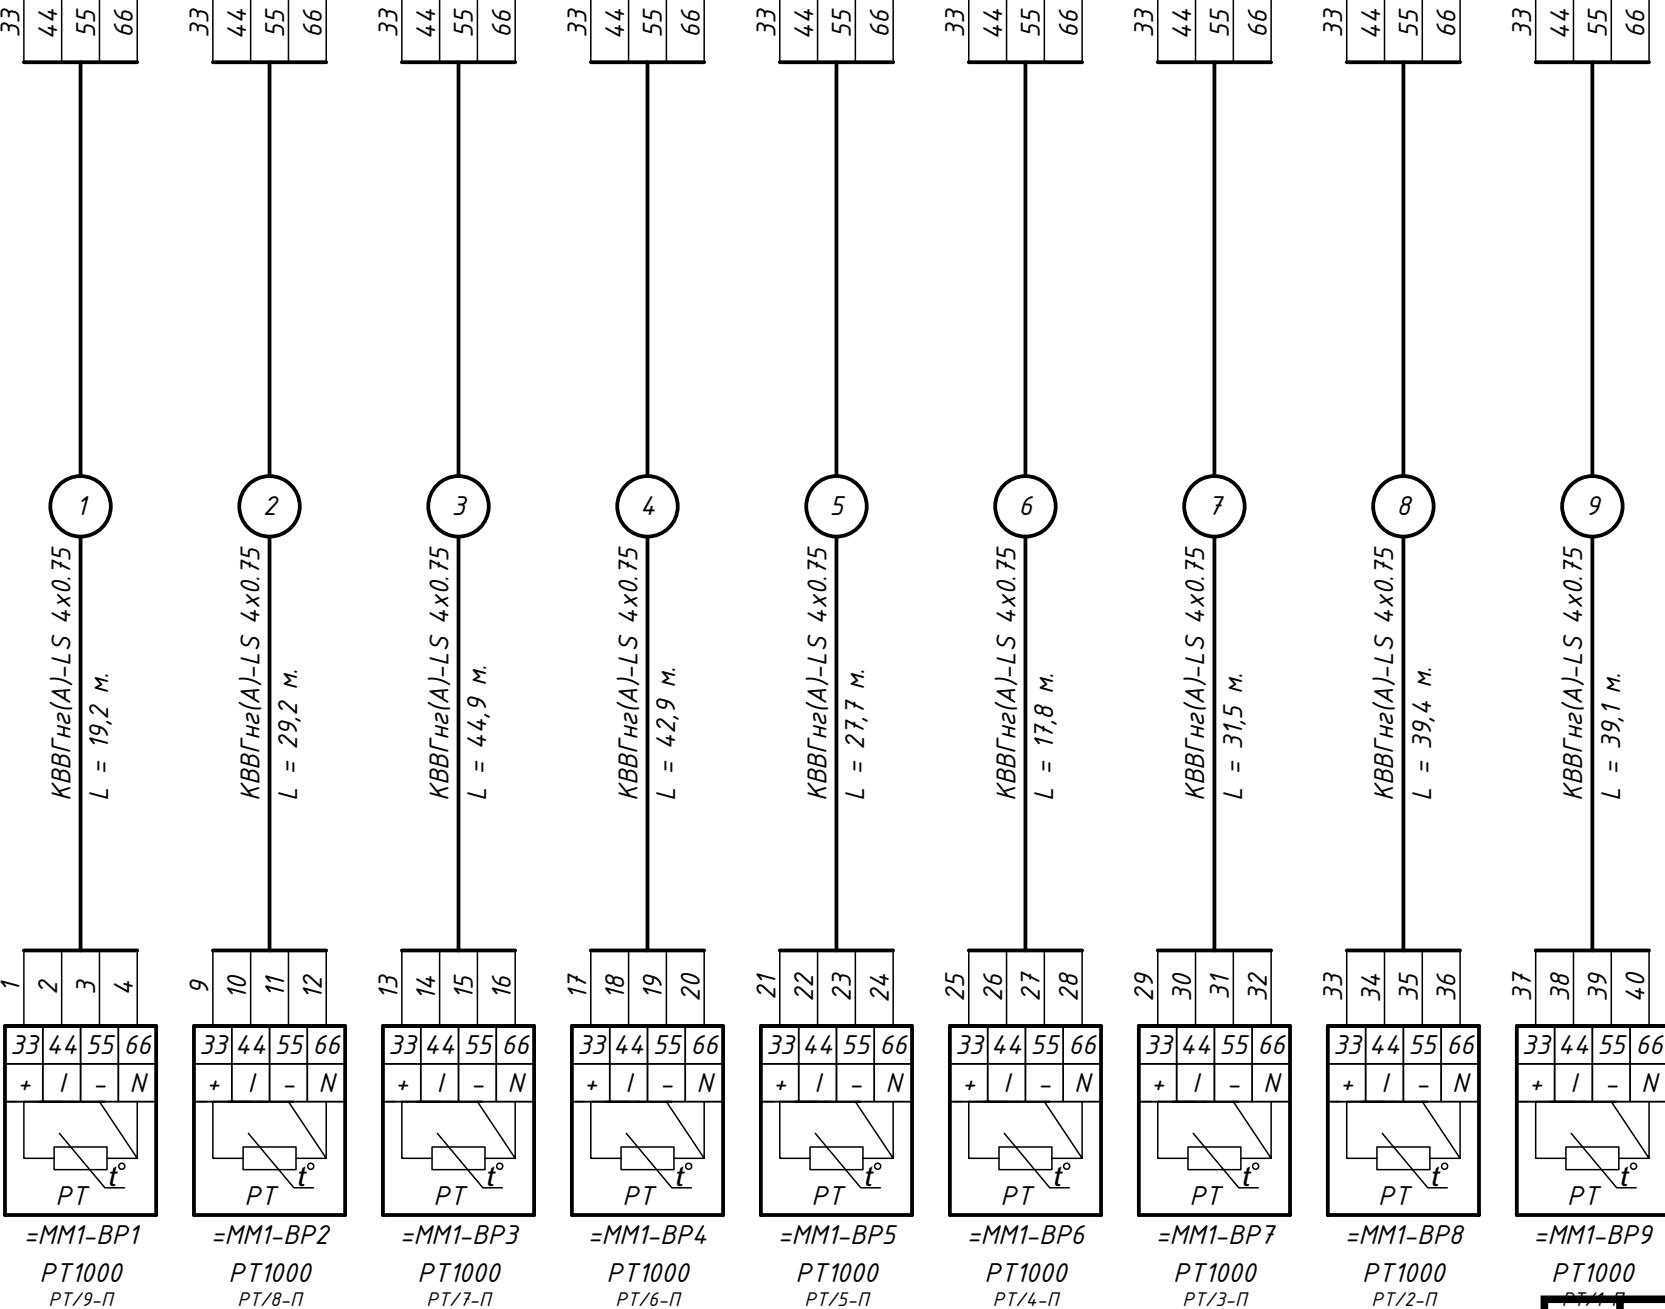 33 44 55 66 33 44 55 66 33 44 55 66 33 44 55 66 33 44 55 66 33 44 55 66 33 44 55 66 33 44 55 66 33 44 55 66
1 2 3 4 5 6 7 8 9
КВВГнг(А)-LS 4x0.75
L = 19,2 м.
КВВГнг(А)-LS 4x0.75
L = 29,2 м.
КВВГнг(А)-LS 4x0.75
L = 44,9 м.
КВВГнг(А)-LS 4x0.75
L = 42,9 м.
КВВГнг(А)-LS 4x0.75
L = 27,7 м.
КВВГнг(А)-LS 4x0.75
L = 17,8 м.
КВВГнг(А)-LS 4x0.75
L = 31,5 м.
КВВГнг(А)-LS 4x0.75
L = 39,4 м.
КВВГнг(А)-LS 4x0.75
L = 39,1 м.
1 2 3 4 9 10 11 12 13 14 15 16 17 18 19 20 21 22 23 24 25 26 27 28 29 30 31 32 33 34 35 36 37 38 39 40
33 44 55 66 33 44 55 66 33 44 55 66 33 44 55 66 33 44 55 66 33 44 55 66 33 44 55 66 33 44 55 66 33 44 55 66
+ / - N + / - N + / - N + / - N + / - N + / - N + / - N + / - N + / - N
t° t° t° t° t° t° t° t° t°
PT PT PT PT PT PT PT PT PT
=MM1-BP1 =MM1-BP2 =MM1-BP3 =MM1-BP4 =MM1-BP5 =MM1-BP6 =MM1-BP7 =MM1-BP8 =MM1-BP9
PT1000 PT1000 PT1000 PT1000 PT1000 PT1000 PT1000 PT1000 PT1000
PT/9-П PT/8-П PT/7-П PT/6-П PT/5-П PT/4-П PT/3-П PT/2-П PT/1-П